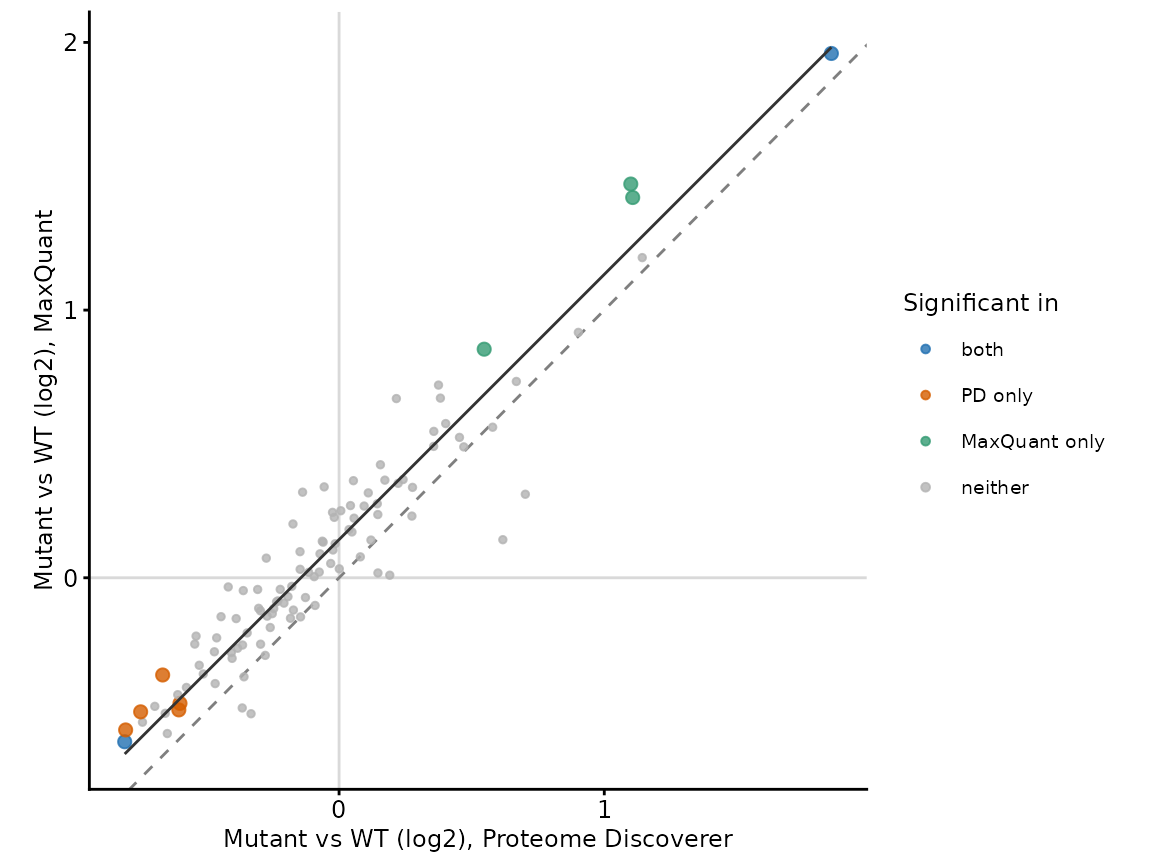 2
1
0
Mutant vs WT (log2), MaxQuant
0 1
Mutant vs WT (log2), Proteome Discoverer
Significant in
both
PD only
MaxQuant only
neither